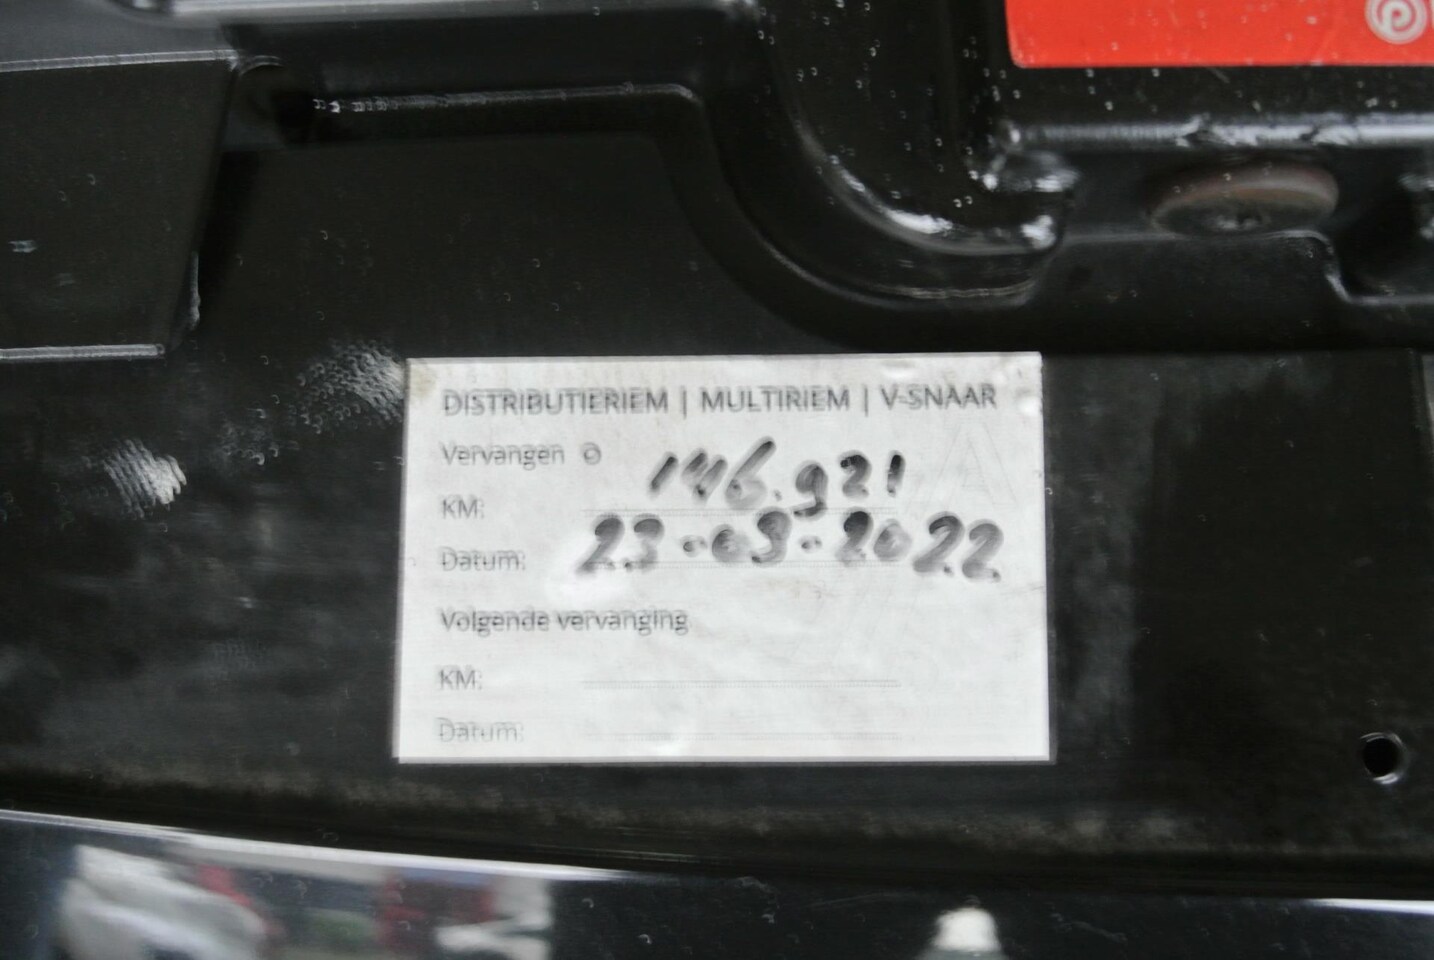 DISTRIBUTIERIEM | MULTIRIEM | V-SNAAR
Vervangen O
KM: 146.921
Datum: 23-09-2022
Volgende vervanging
KM:
Datum: